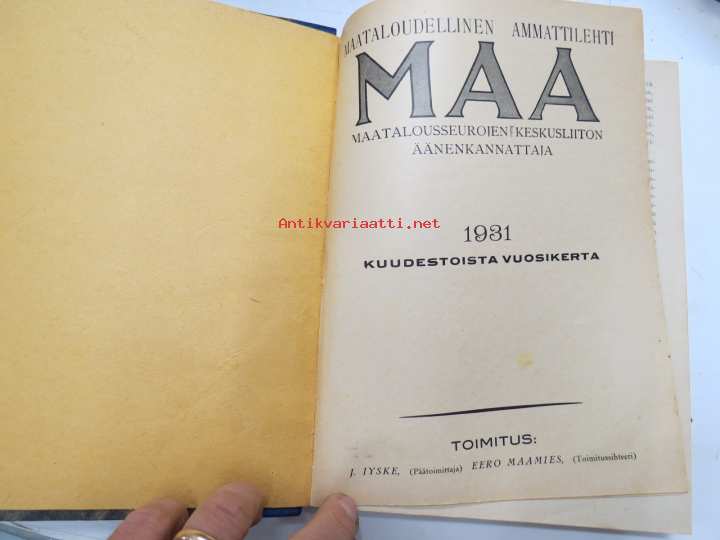 MAATALOUDELLINEN AMMATTILEHTI
MAA
MAATALOUSSEUROJEN KESKUSLIITON
ÄÄNENKANNATTAJA
Antikvariaatti.net
1931
KUUDESTOISTA VUOSIKERTA
TOIMITUS:
J. IYSKE, (Päätoimittaja) EERO MAAMIES, (Toimitussihteeri)